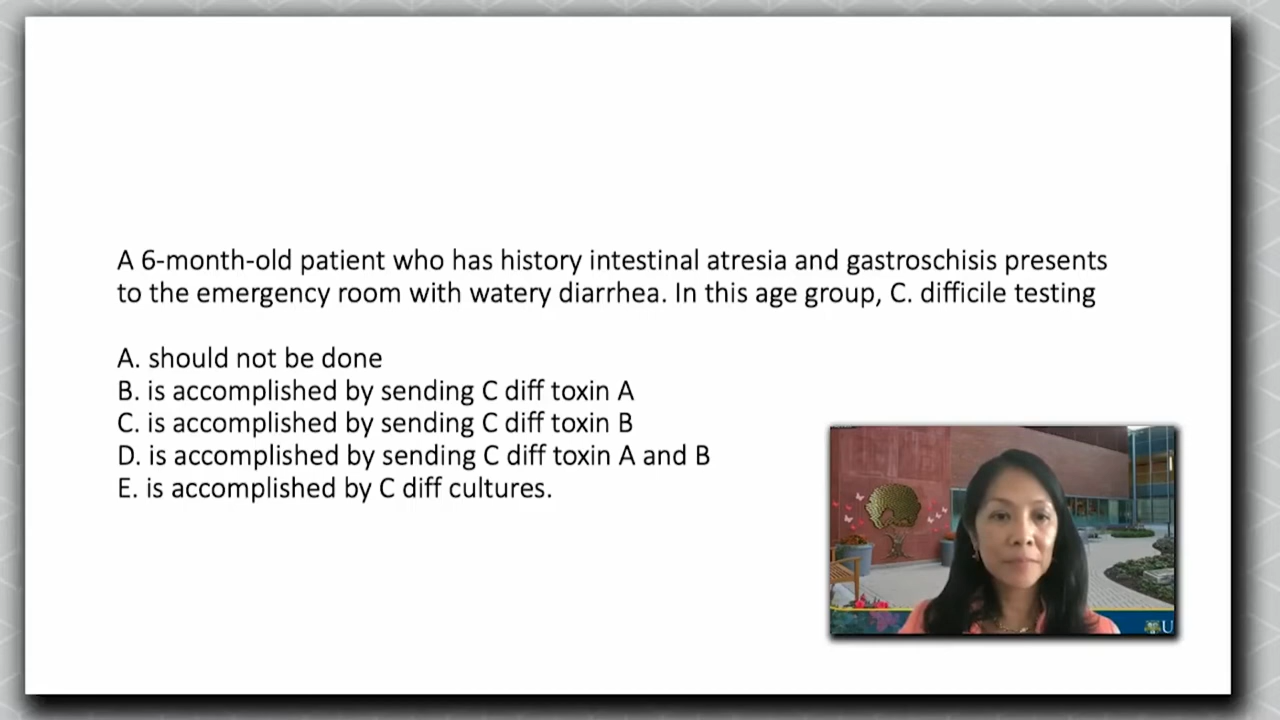 A 6-month-old patient who has history intestinal atresia and gastroschisis presents
to the emergency room with watery diarrhea. In this age group, C. difficile testing
A. should not be done
B. is accomplished by sending C diff toxin A
C. is accomplished by sending C diff toxin B
D. is accomplished by sending C diff toxin A and B
E. is accomplished by C diff cultures.
U